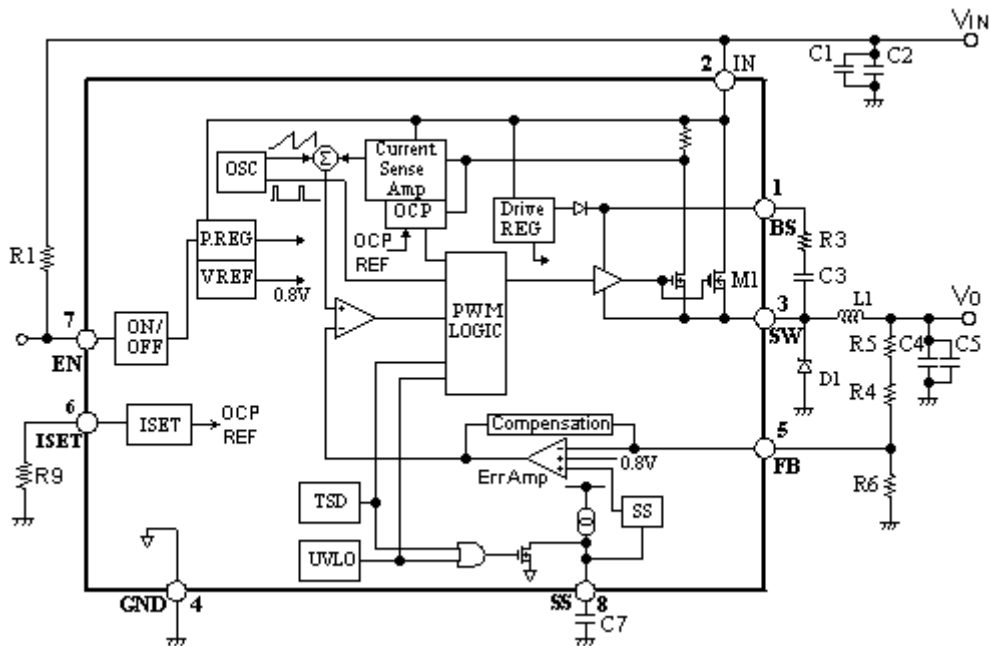 VIN
C1
C2
2
IN
Current
Sense
Amp
Σ
OSC
OCP
1
BS
Drive
REG
R3
OCP
REF
P.REG
R1
C3
VREF
M1
0.8V
L1
VO
PWM
LOGIC
3
SW
7
ON/
OFF
EN
R5
C4
C5
D1
R4
6
ISET
ISET
OCP
REF
Compensation
5
FB
0.8V
R9
ErrAmp
R6
TSD
SS
UVLO
GND
4
SS
8
C7